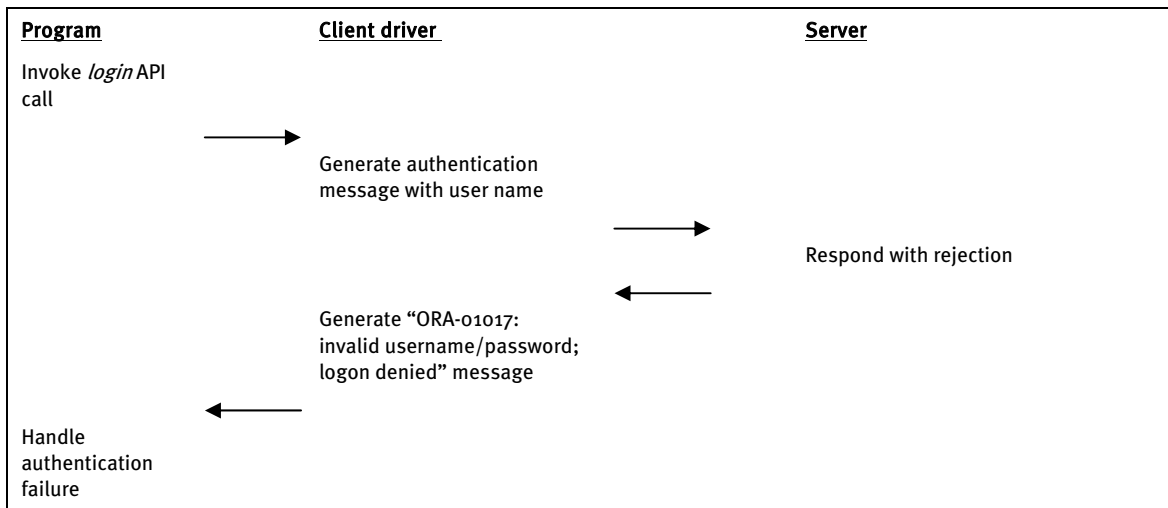 Program Client driver Server
Invoke login API
call
Generate authentication
message with user name
Respond with rejection
Generate “ORA-01017:
invalid username/password;
logon denied” message
Handle
authentication
failure